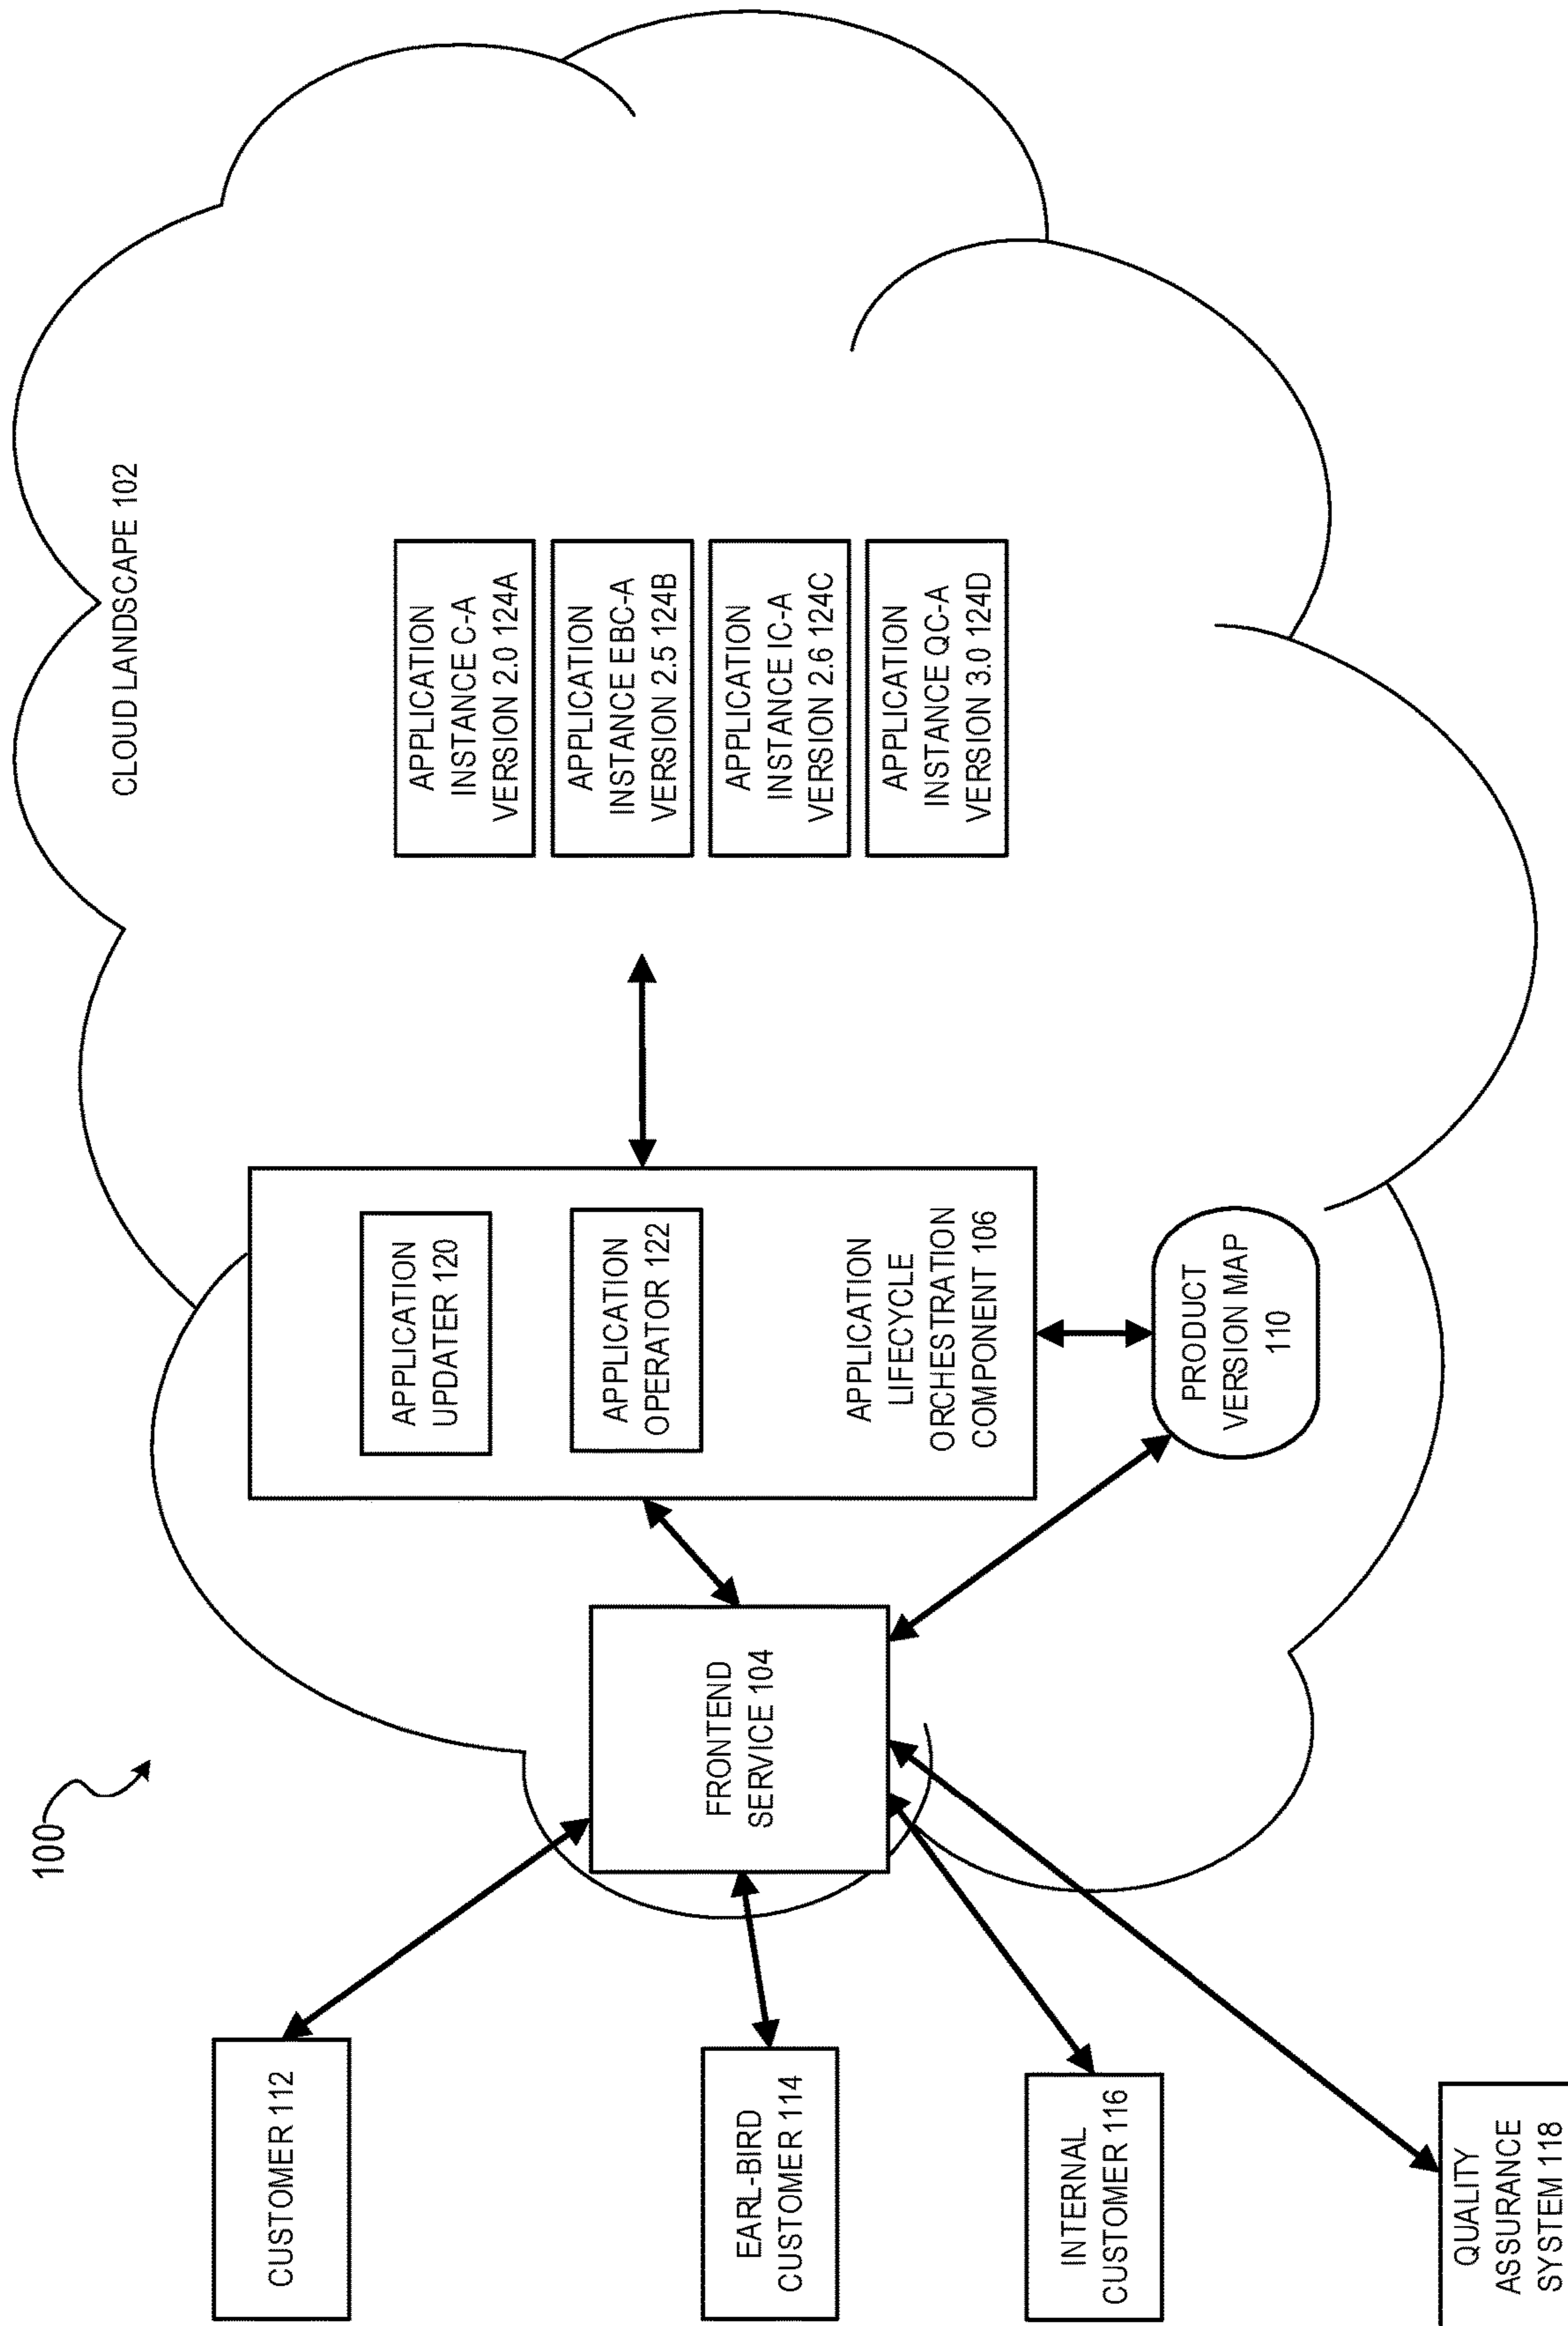 100
CLOUD LANDSCAPE 102
CUSTOMER 112
EARL-BIRD
CUSTOMER 114
INTERNAL
CUSTOMER 116
QUALITY
ASSURANCE
SYSTEM 118
FRONTEND
SERVICE 104
APPLICATION
UPDATER 120
APPLICATION
OPERATOR 122
APPLICATION
LIFECYCLE
ORCHESTRATION
COMPONENT 106
PRODUCT
VERSION MAP
110
APPLICATION
INSTANCE C-A
VERSION 2.0 124A
APPLICATION
INSTANCE EBC-A
VERSION 2.5 124B
APPLICATION
INSTANCE IC-A
VERSION 2.6 124C
APPLICATION
INSTANCE QC-A
VERSION 3.0 124D